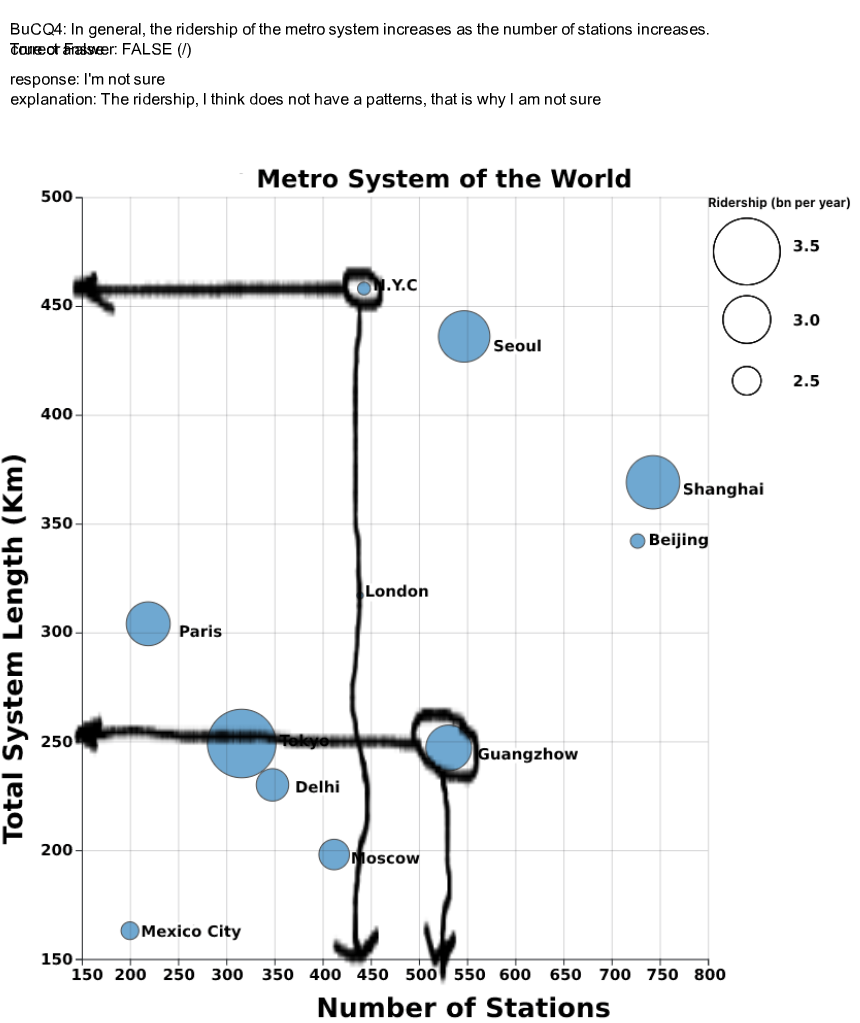 BuCQ4: In general, the ridership of the metro system increases as the number of stations increases.
True or False
Correct answer: FALSE (/)
response: I'm not sure
explanation: The ridership, I think does not have a patterns, that is why I am not sure
Metro System of the World
Ridership (bn per year)
3.5
3.0
2.5
500
450
400
350
300
250
200
150
N.Y.C
Seoul
Shanghai
Beijing
London
Paris
Tokyo
Guangzhow
Delhi
Moscow
Mexico City
150 200 250 300 350 400 450 500 550 600 650 700 750 800
Number of Stations
Total System Length (Km)